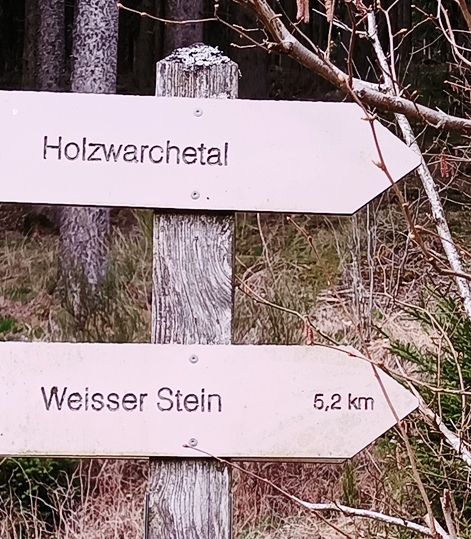 Holzwarchetal
Weisser Stein 5,2 km